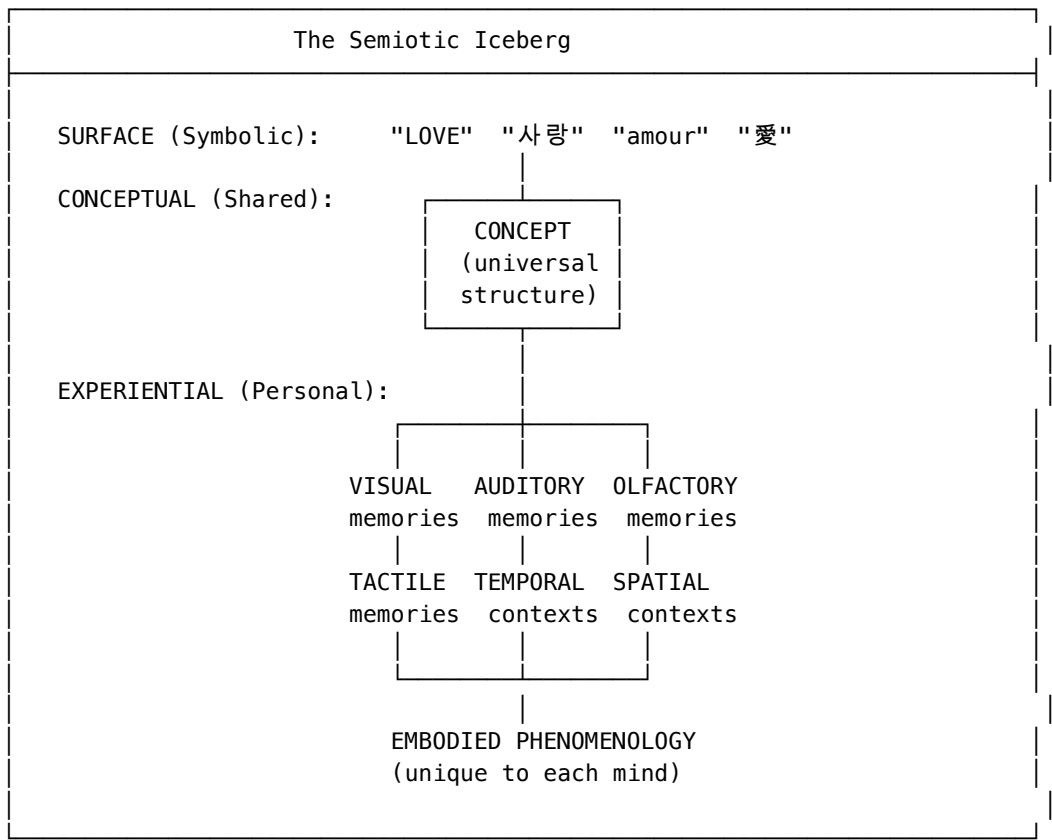 The Semiotic Iceberg
SURFACE (Symbolic): "LOVE" "사랑" "amour" "愛"
CONCEPTUAL (Shared):
CONCEPT
(universal
structure)
EXPERIENTIAL (Personal):
VISUAL AUDITORY OLFACTORY
memories memories memories
TACTILE TEMPORAL SPATIAL
memories contexts contexts
EMBODIED PHENOMENOLOGY
(unique to each mind)